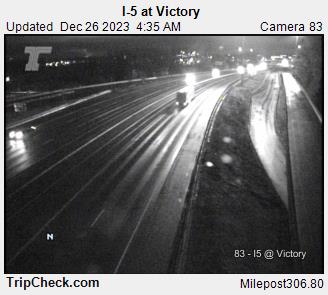 I-5 at Victory
Updated Dec 26 2023 4:35 AM Camera 83
T
N
83 - I5 @ Victory
TripCheck.com Milepost306.80